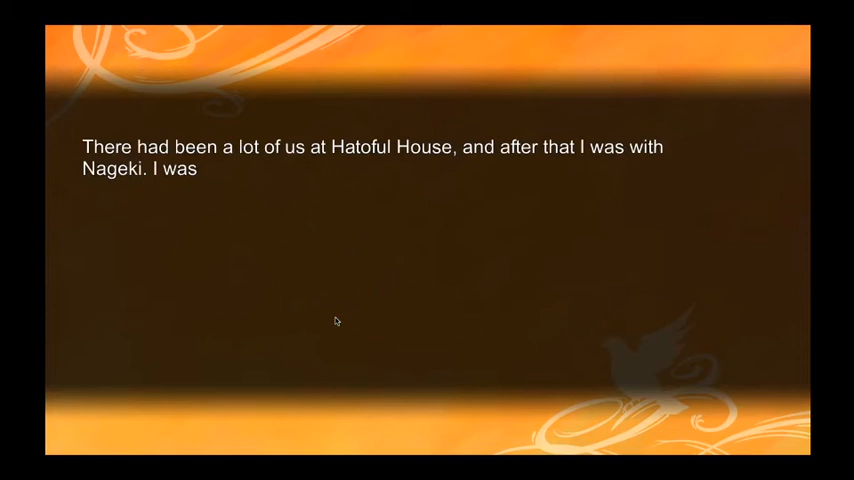 There had been a lot of us at Hatoful House, and after that I was with
Nageki. I was